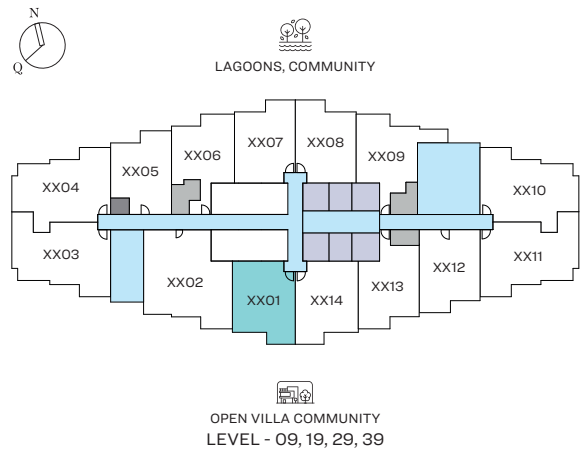 N
Q
LAGOONS, COMMUNITY
XX07
XX08
XX06
XX09
XX05
XX04
XX10
XX03
XX11
XX02
XX12
XX01
XX14
XX13
OPEN VILLA COMMUNITY
LEVEL - 09, 19, 29, 39